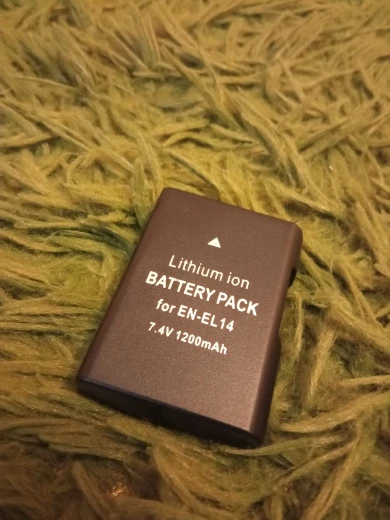 Lithium ion
BATTERY PACK
for EN-EL14
7.4V 1200mAh